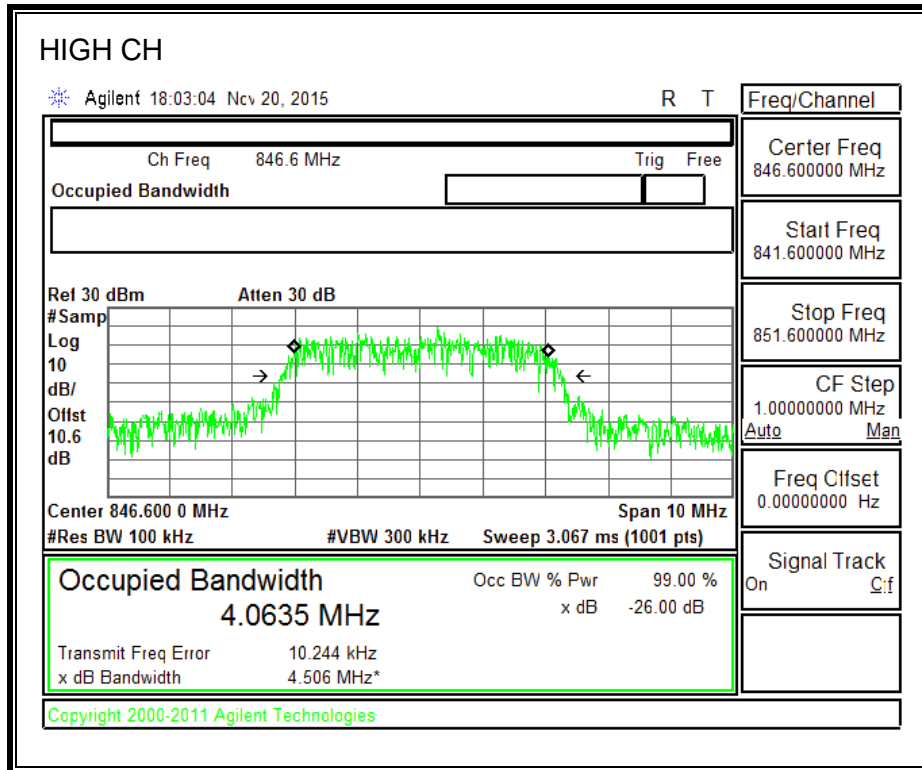 HIGH CH
Agilent 18:03:04 Nov 20, 2015 R T
Freq/Channel
Ch Freq 846.6 MHz Trig Free
Occupied Bandwidth
Center Freq
846.600000 MHz
Start Freq
841.600000 MHz
Stop Freq
851.600000 MHz
CF Step
1.00000000 MHz
Auto Man
Freq Offset
0.00000000 Hz
Signal Track
On Off
Ref 30 dBm Atten 30 dB
#Samp
Log
10
dB/
Offst
10.6
dB
Center 846.600 0 MHz Span 10 MHz
#Res BW 100 kHz #VBW 300 kHz Sweep 3.067 ms (1001 pts)
Occupied Bandwidth
4.0635 MHz
Occ BW % Pwr 99.00 %
x dB -26.00 dB
Transmit Freq Error 10.244 kHz
x dB Bandwidth 4.506 MHz*
Copyright 2000-2011 Agilent Technologies